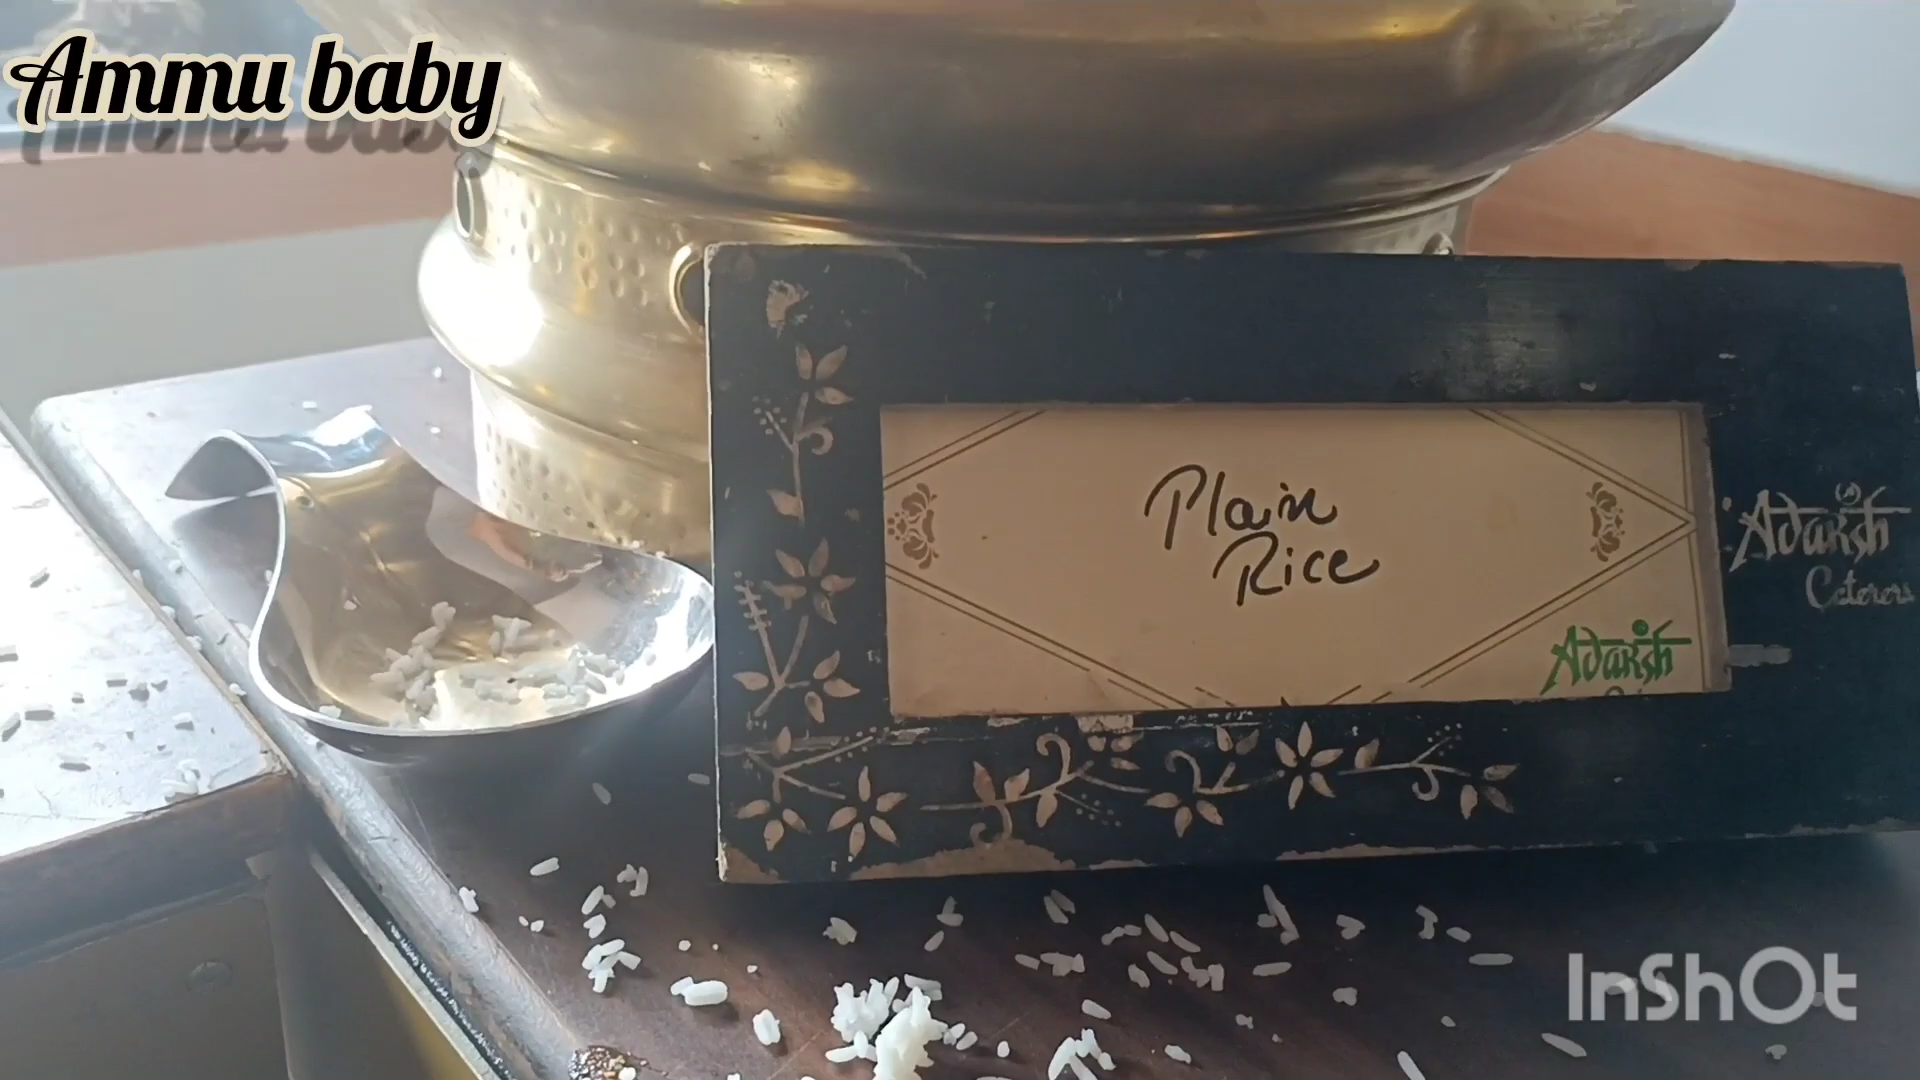 Ammu baby
Plain
Rice
Adarsh
Adarsh
Caterers
InShOt